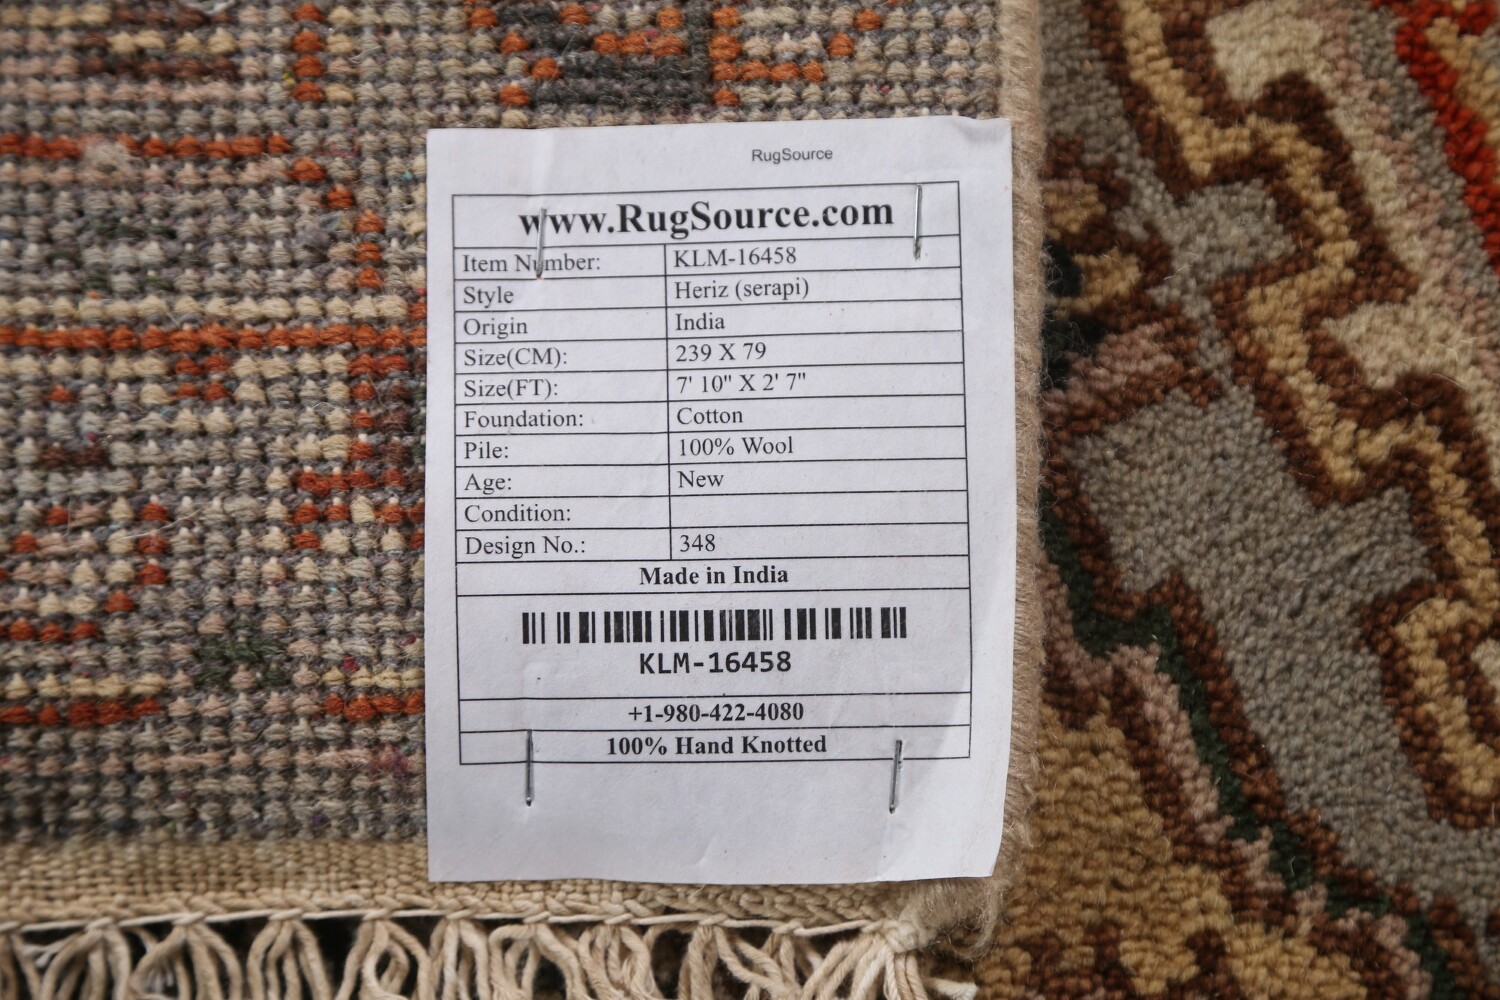 RugSource
www.RugSource.com
Item Number: KLM-16458
Style Heriz (serapi)
Origin India
Size(CM): 239 X 79
Size(FT): 7' 10" X 2' 7"
Foundation: Cotton
Pile: 100% Wool
Age: New
Condition:
Design No.: 348
Made in India
KLM-16458
+1-980-422-4080
100% Hand Knotted